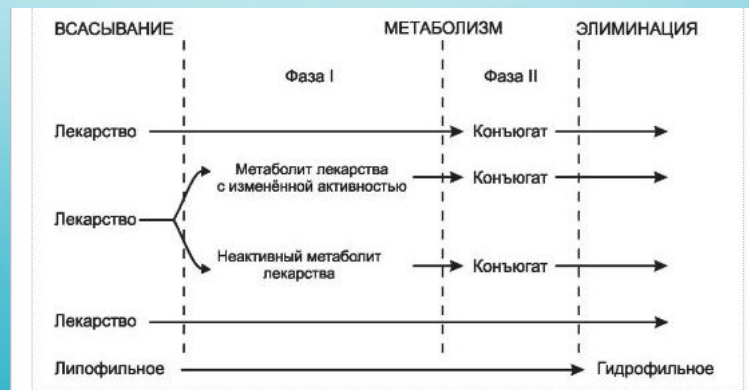 ВСАСЫВАНИЕ МЕТАБОЛИЗМ ЭЛИМИНАЦИЯ
Фаза I Фаза II
Лекарство Конъюгат
Метаболит лекарства
с изменённой активностью
Конъюгат
Лекарство
Неактивный метаболит
лекарства
Конъюгат
Лекарство
Липофильное Гидрофильное